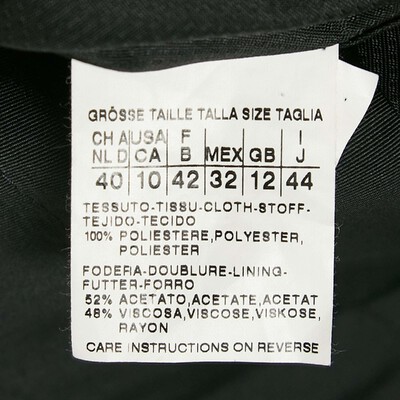 GRÖSSE TAILLE TALLA SIZE TAGLIA
CH A USA F I
NL D CA B MEX GB J
40 10 42 32 12 44
TESSUTO-TISSU-CLOTH-STOFF-
TEJIDO-TECIDO
100% POLIESTERE,POLYESTER,
POLIESTER
FODERA-DOUBLURE-LINING-
FUTTER-FORRO
52% ACETATO,ACETATE,ACETAT
48% VISCOSA,VISCOSE,VISKOSE,
RAYON
CARE INSTRUCTIONS ON REVERSE